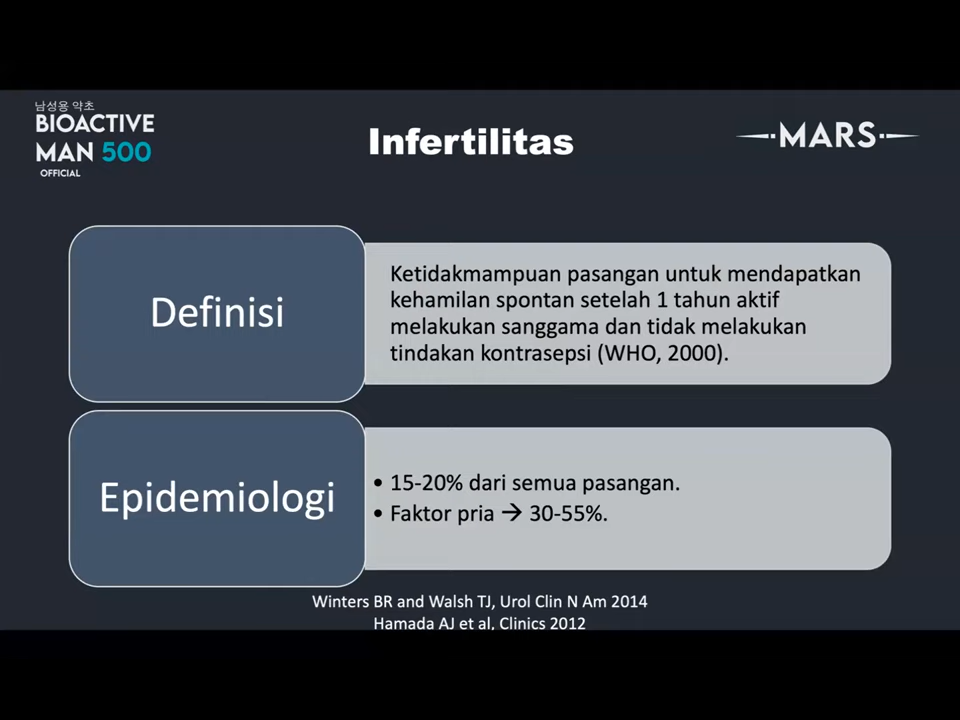 남성용 약초
BIOACTIVE
MAN 500
OFFICIAL
Infertilitas
MARS
Definisi
Ketidakmampuan pasangan untuk mendapatkan
kehamilan spontan setelah 1 tahun aktif
melakukan sanggama dan tidak melakukan
tindakan kontrasepsi (WHO, 2000).
Epidemiologi
• 15-20% dari semua pasangan.
• Faktor pria → 30-55%.
Winters BR and Walsh TJ, Urol Clin N Am 2014
Hamada AJ et al, Clinics 2012